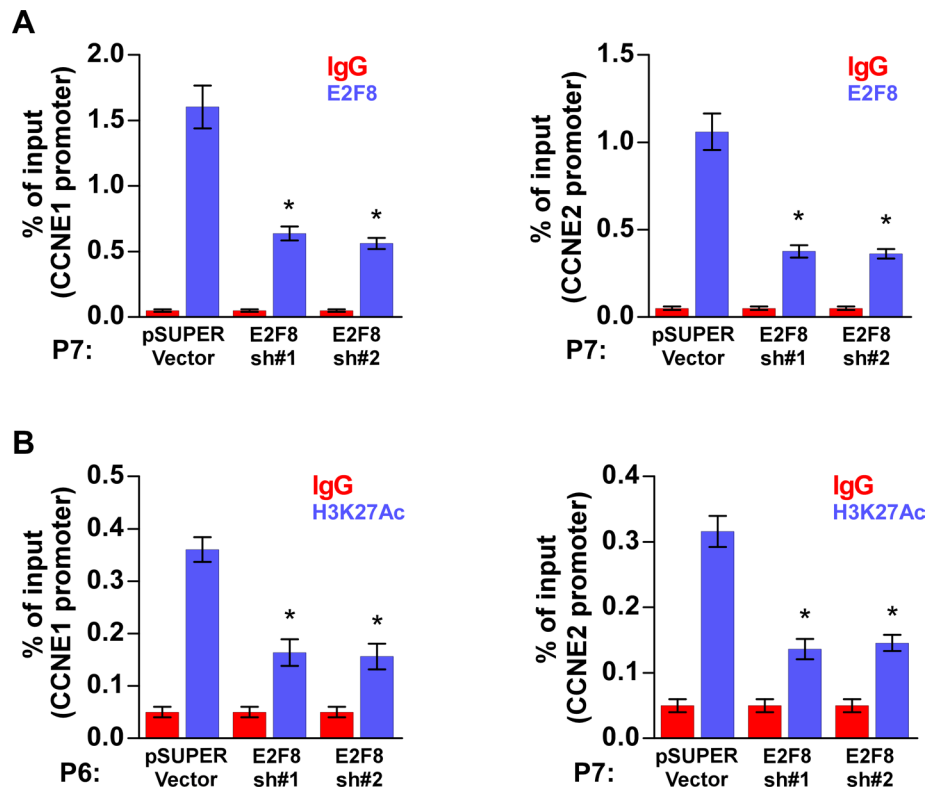 A
% of input
(CCNE1 promoter)
2.0
1.5
1.0
0.5
0.0
IgG
E2F8
*
*
P7:
pSUPER
Vector
E2F8
sh#1
E2F8
sh#2
% of input
(CCNE2 promoter)
1.5
1.0
0.5
0.0
IgG
E2F8
*
*
P7:
pSUPER
Vector
E2F8
sh#1
E2F8
sh#2
B
% of input
(CCNE1 promoter)
0.5
0.4
0.3
0.2
0.1
0.0
IgG
H3K27Ac
*
*
P6:
pSUPER
Vector
E2F8
sh#1
E2F8
sh#2
% of input
(CCNE2 promoter)
0.4
0.3
0.2
0.1
0.0
IgG
H3K27Ac
*
*
P7:
pSUPER
Vector
E2F8
sh#1
E2F8
sh#2